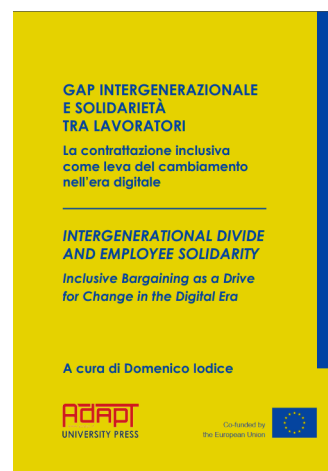 GAP INTERGENERAZIONALE
E SOLIDARIETÀ
TRA LAVORATORI
La contrattazione inclusiva
come leva del cambiamento
nell'era digitale
INTERGENERATIONAL DIVIDE
AND EMPLOYEE SOLIDARITY
Inclusive Bargaining as a Drive
for Change in the Digital Era
A cura di Domenico Iodice
ADAPT
UNIVERSITY PRESS
Co-funded by
the European Union